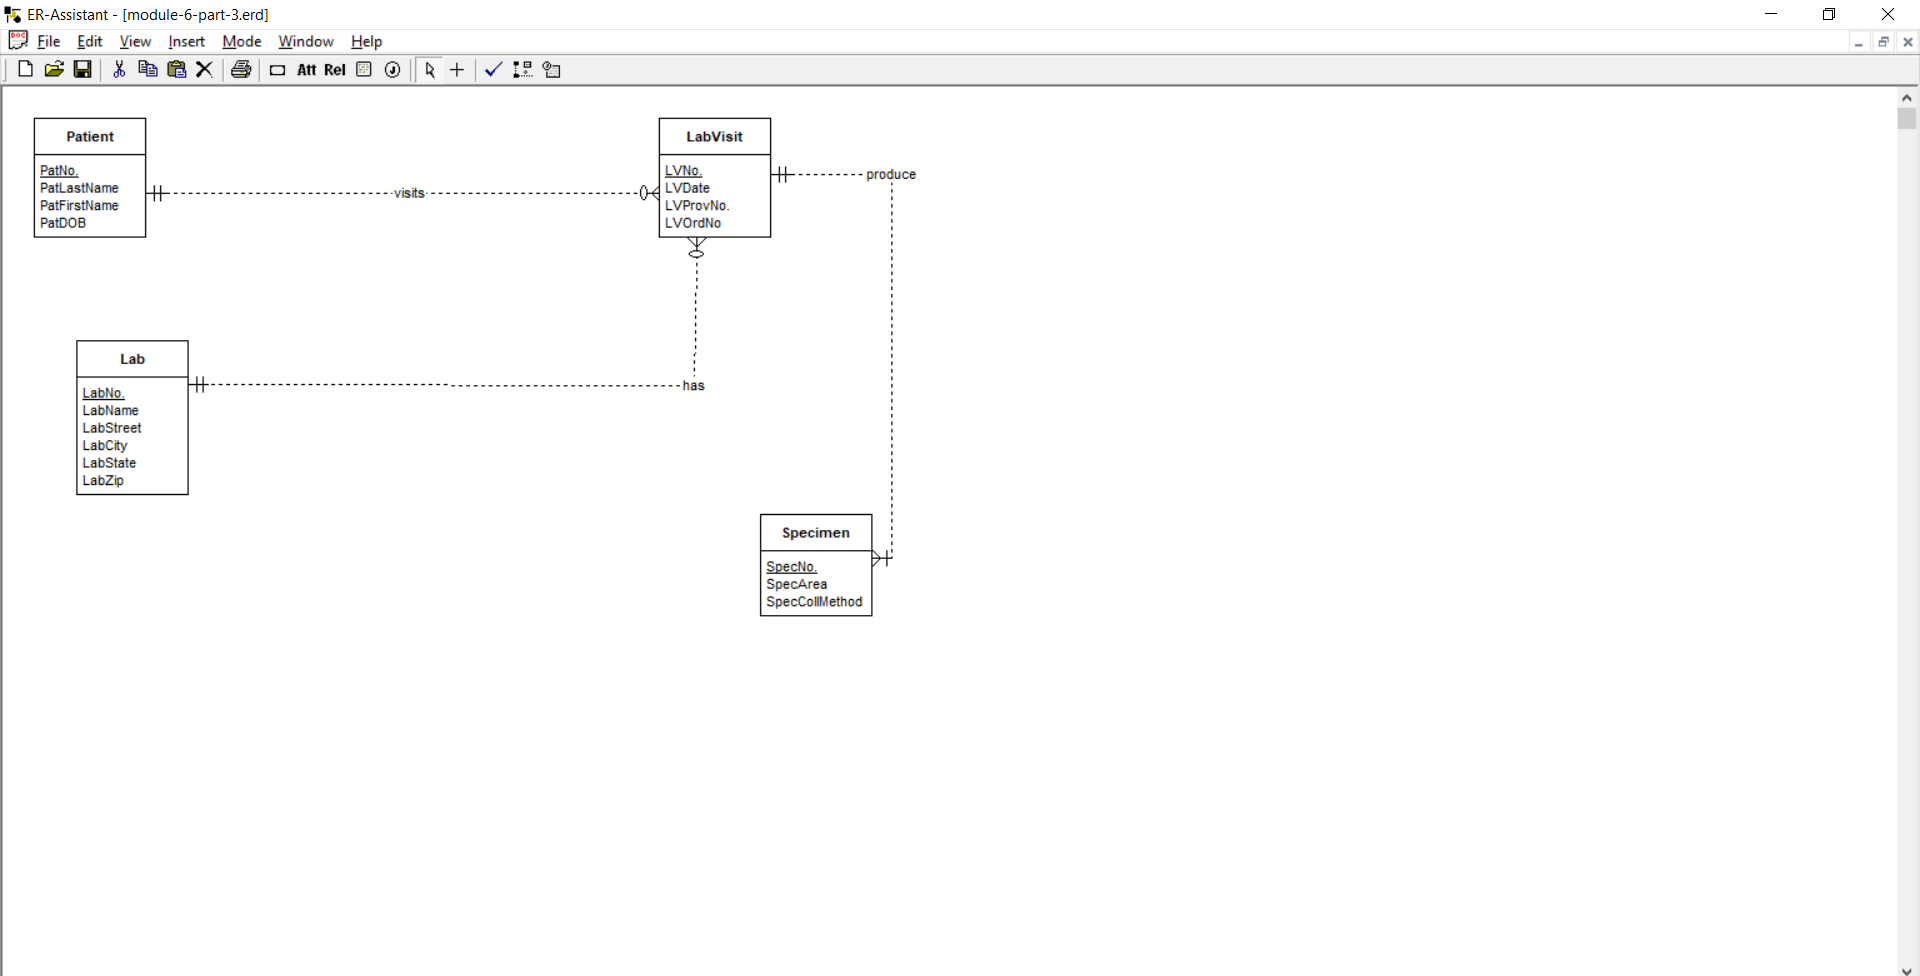 ER-Assistant - [module-6-part-3.erd]
DOC File Edit View Insert Mode Window Help
Att Rel J
Patient
PatNo.
PatLastName
PatFirstName
PatDOB
visits
LabVisit
LVNo.
LVDate
LVProvNo.
LVOrdNo
produce
Lab
LabNo.
LabName
LabStreet
LabCity
LabState
LabZip
has
Specimen
SpecNo.
SpecArea
SpecCollMethod